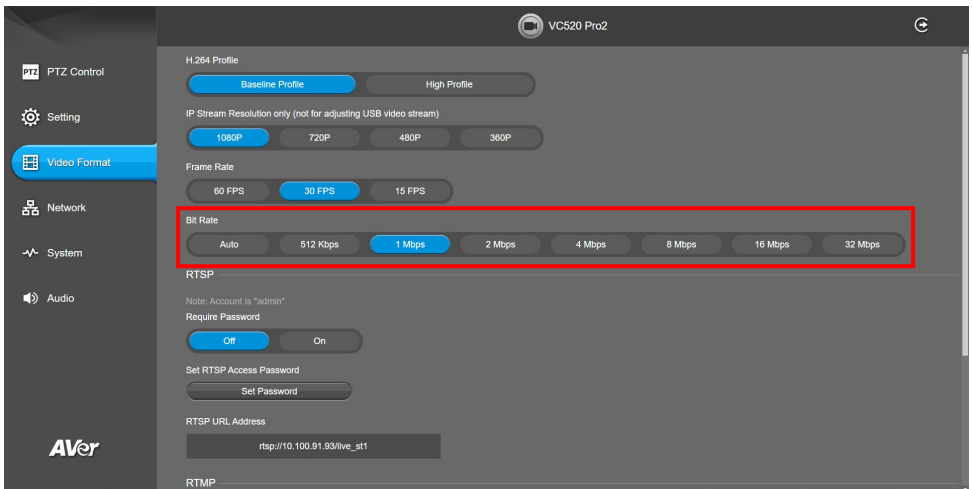 VC520 Pro2
PTZ PTZ Control
Setting
Video Format
Network
System
Audio
AVer
H.264 Profile
Baseline Profile High Profile
IP Stream Resolution only (not for adjusting USB video stream)
1080P 720P 480P 360P
Frame Rate
60 FPS 30 FPS 15 FPS
Bit Rate
Auto 512 Kbps 1 Mbps 2 Mbps 4 Mbps 8 Mbps 16 Mbps 32 Mbps
RTSP
Note: Account is "admin".
Require Password
Off On
Set RTSP Access Password
Set Password
RTSP URL Address
rtsp://10.100.91.93/live_st1
RTMP